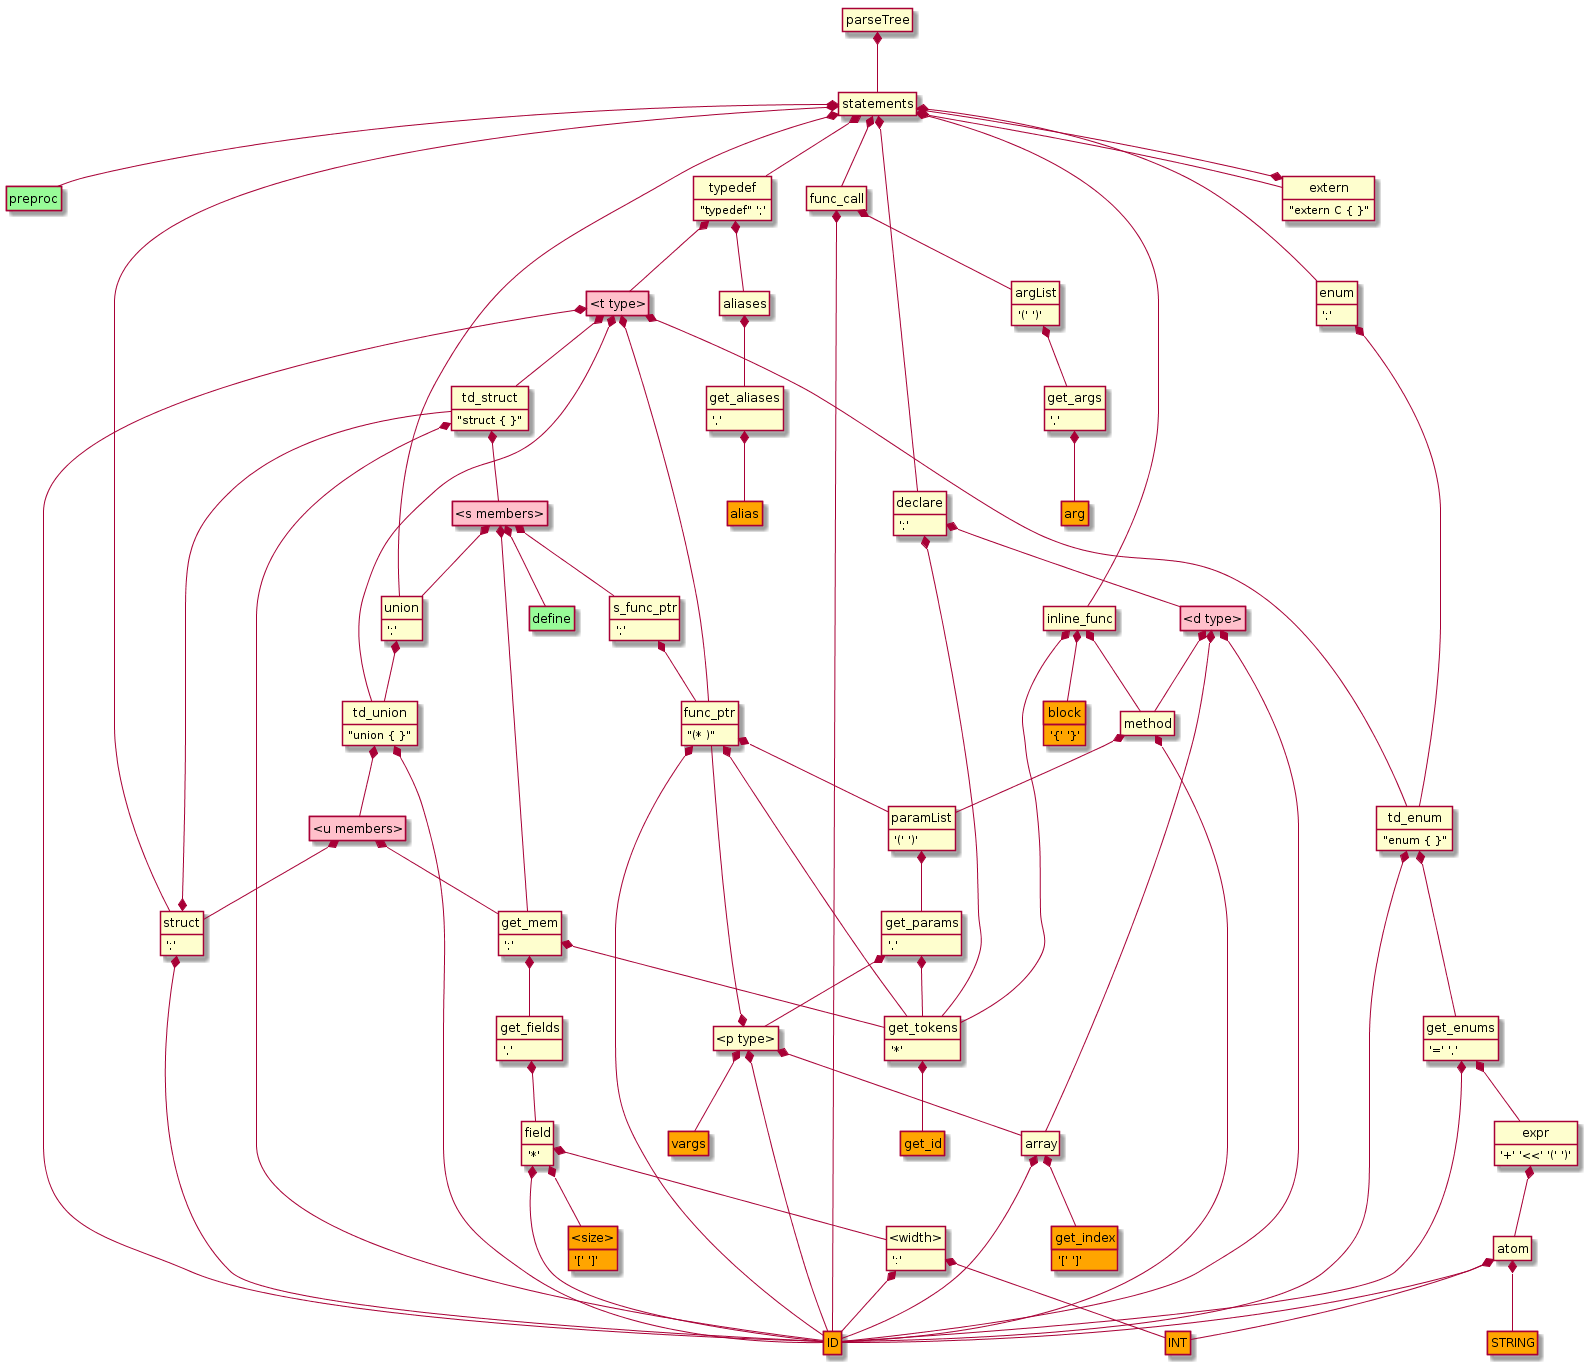 parseTree
statements
preproc
typedef
"typedef" ';'
func_call
extern
"extern C { }"
<t type>
aliases
argList
'(' ')'
enum
';'
td_struct
"struct { }"
get_aliases
','
get_args
','
<s members>
alias
declare
';'
arg
union
';'
define
s_func_ptr
';'
inline_func
<d type>
td_union
"union { }"
func_ptr
"(* )"
block
'{' '}'
method
<u members>
paramList
'(' ')'
td_enum
"enum { }"
struct
';'
get_mem
';'
get_params
','
get_fields
','
<p type>
get_tokens
'*'
get_enums
'=' ','
field
'*'
vargs
get_id
array
expr
'+' '<<' '(' ')'
<size>
'[' ']'
<width>
':'
get_index
'[' ']'
atom
ID
INT
STRING